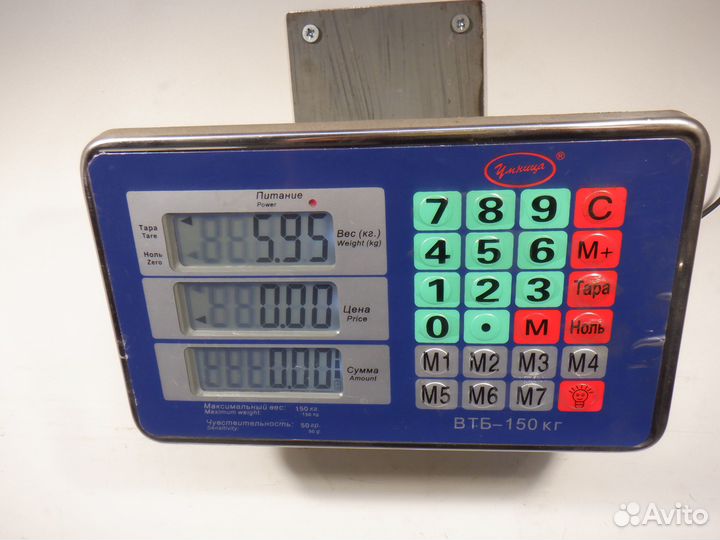 Умница ®
Питание
Power
Тара
Tare
Ноль
Zero
5.95
Вес (кг.)
Weight (kg)
0.00
Цена
Price
0.00
Сумма
Amount
Максимальный вес: 150 кг.
Maximum weight: 150 kg
Чувствительность: 50 гр.
Sensitivity: 50 g.
7 8 9 C
4 5 6 M+
1 2 3 Тара
0 • M Ноль
M1 M2 M3 M4
M5 M6 M7
ВТБ-150 кг
Avito